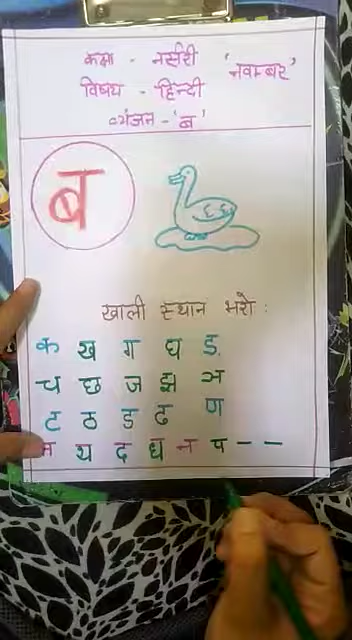 कक्षा - नर्सरी 'नवम्बर'
विषय - हिन्दी
व्यंजन - 'ब'
ब
खाली स्थान भरो :
क ख ग घ ङ
च छ ज झ ञ
ट ठ ड ढ ण
त थ द ध न प - -